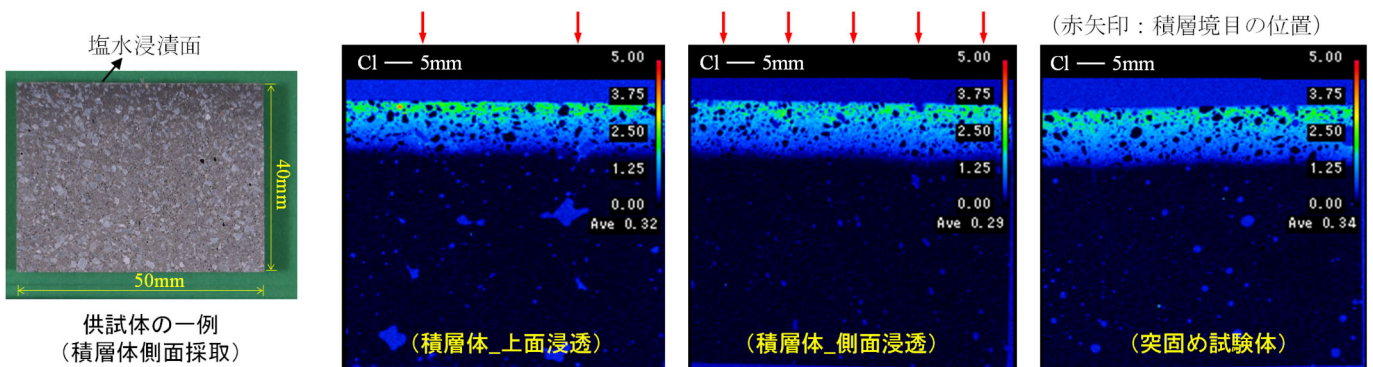 塩水浸漬面
40mm
50mm
供試体の一例
（積層体側面採取）
Cl — 5mm
5.00
3.75
2.50
1.25
0.00
Ave 0.32
（積層体_上面浸透）
Cl — 5mm
5.00
3.75
2.50
1.25
0.00
Ave 0.29
（積層体_側面浸透）
（赤矢印：積層境目の位置）
Cl — 5mm
5.00
3.75
2.50
1.25
0.00
Ave 0.34
（突固め試験体）